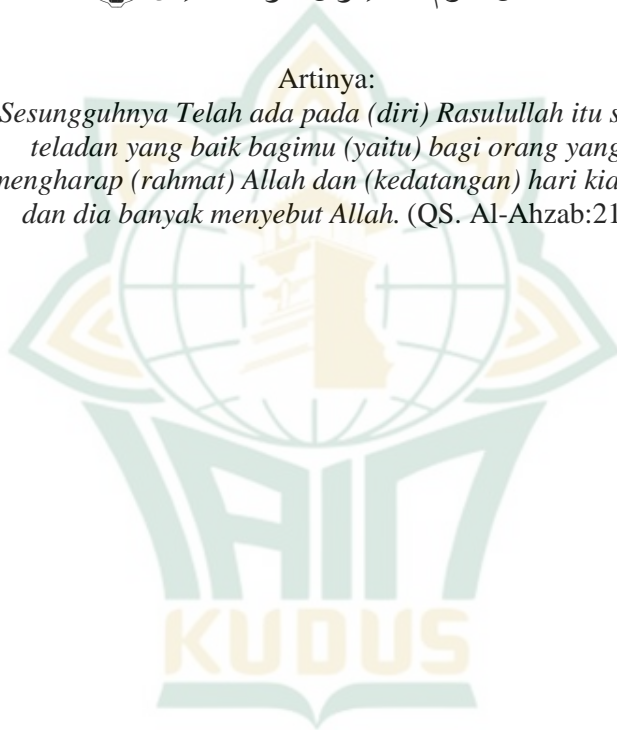 Artinya:
Sesungguhnya Telah ada pada (diri) Rasulullah itu
teladan yang baik bagimu (yaitu) bagi orang yang
mengharap (rahmat) Allah dan (kedatangan) hari
dan dia banyak menyebut Allah. (QS. Al-Ahzab:21
IAIN
KUDUS